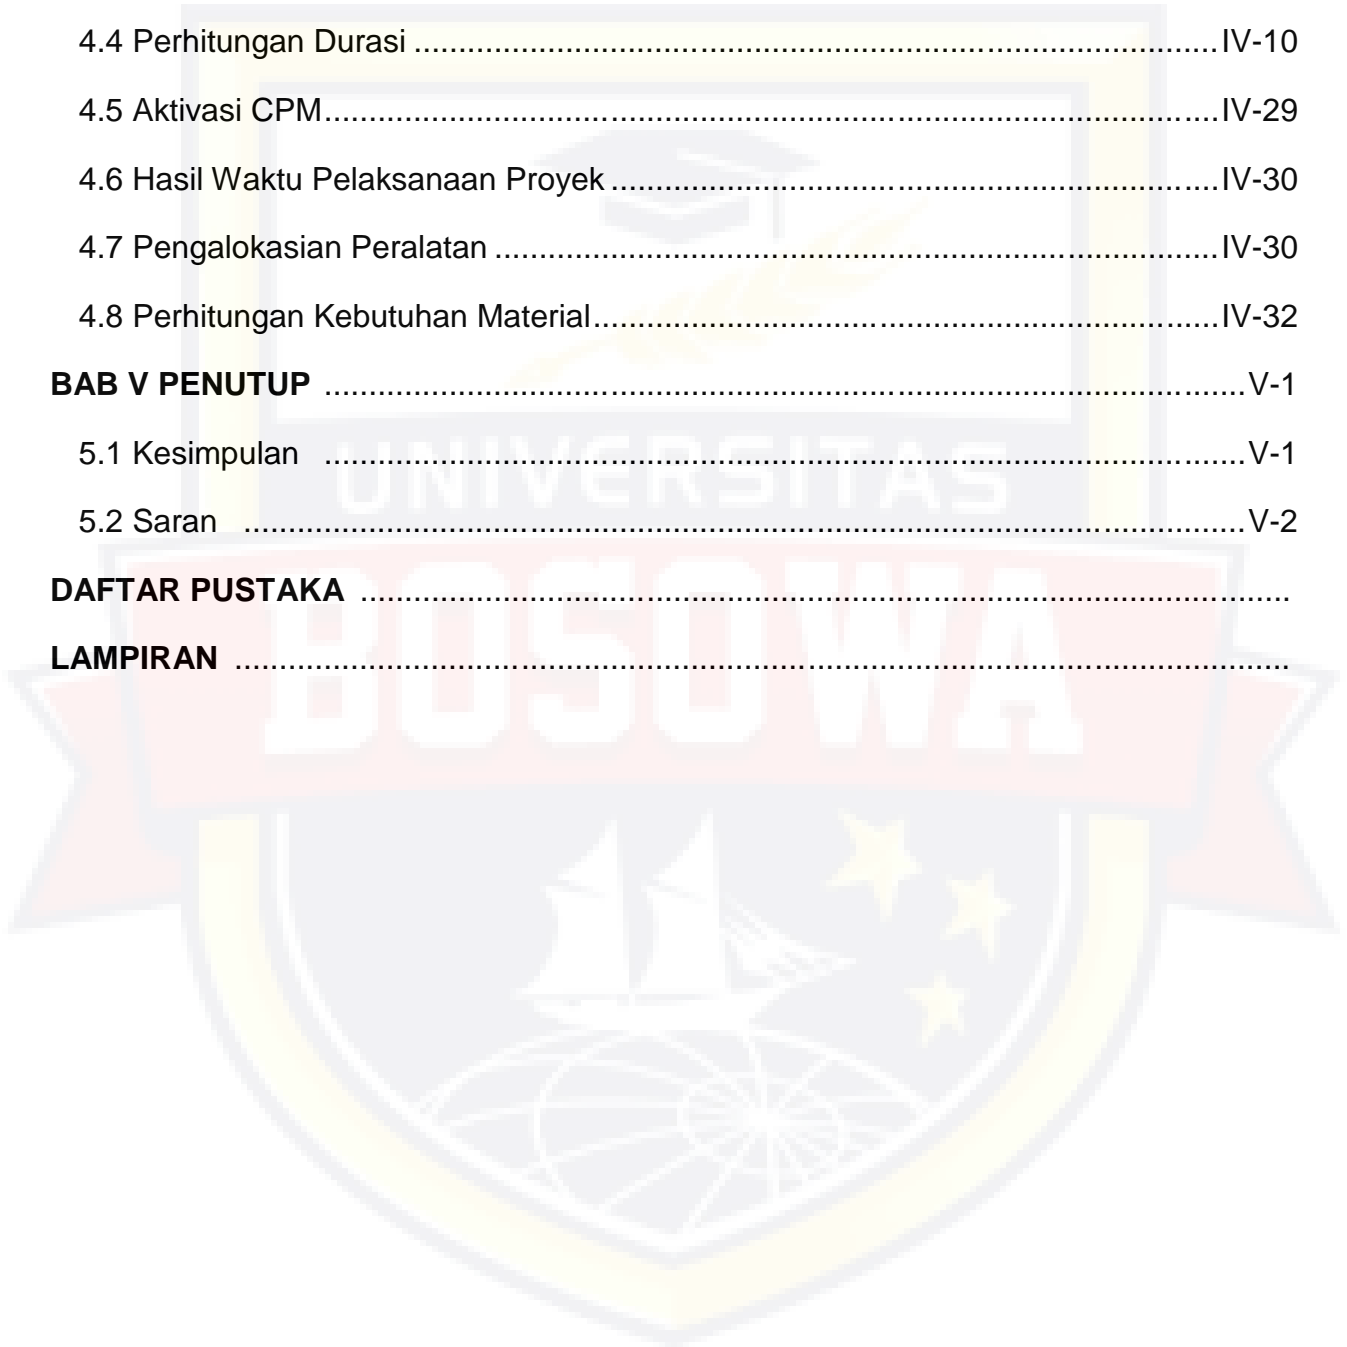 4.4 Perhitungan Durasi ........................................................................................ IV-10
4.5 Aktivasi CPM.................................................................................................. IV-29
4.6 Hasil Waktu Pelaksanaan Proyek .................................................................. IV-30
4.7 Pengalokasian Peralatan ............................................................................... IV-30
4.8 Perhitungan Kebutuhan Material.................................................................... IV-32
BAB V PENUTUP ..................................................................................................... V-1
5.1 Kesimpulan ..................................................................................................... V-1
5.2 Saran .............................................................................................................. V-2
DAFTAR PUSTAKA ......................................................................................................
LAMPIRAN ....................................................................................................................
UNIVERSITAS
BOSOWA